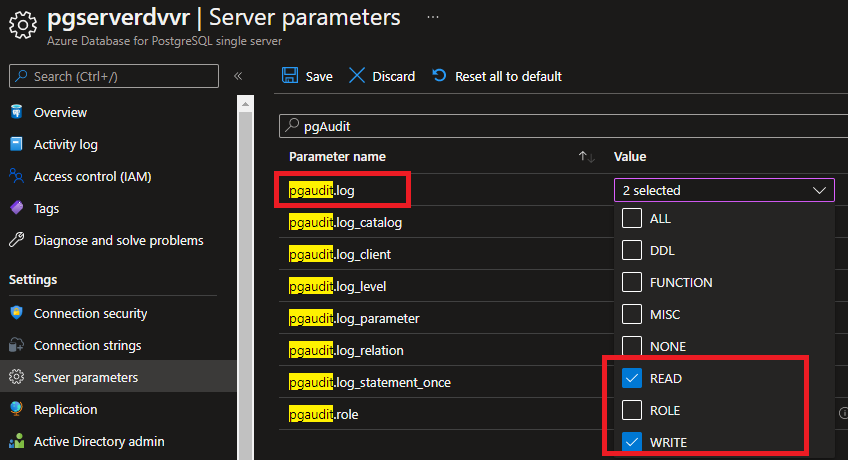 pgserverdvvr | Server parameters ...
Azure Database for PostgreSQL single server
Search (Ctrl+/)
«
Overview
Activity log
Access control (IAM)
Tags
Diagnose and solve problems
Settings
Connection security
Connection strings
Server parameters
Replication
Active Directory admin
Save Discard Reset all to default
pgAudit
Parameter name Value
pgaudit.log 2 selected
pgaudit.log_catalog
pgaudit.log_client
pgaudit.log_level
pgaudit.log_parameter
pgaudit.log_relation
pgaudit.log_statement_once
pgaudit.role
ALL
DDL
FUNCTION
MISC
NONE
READ
ROLE
WRITE